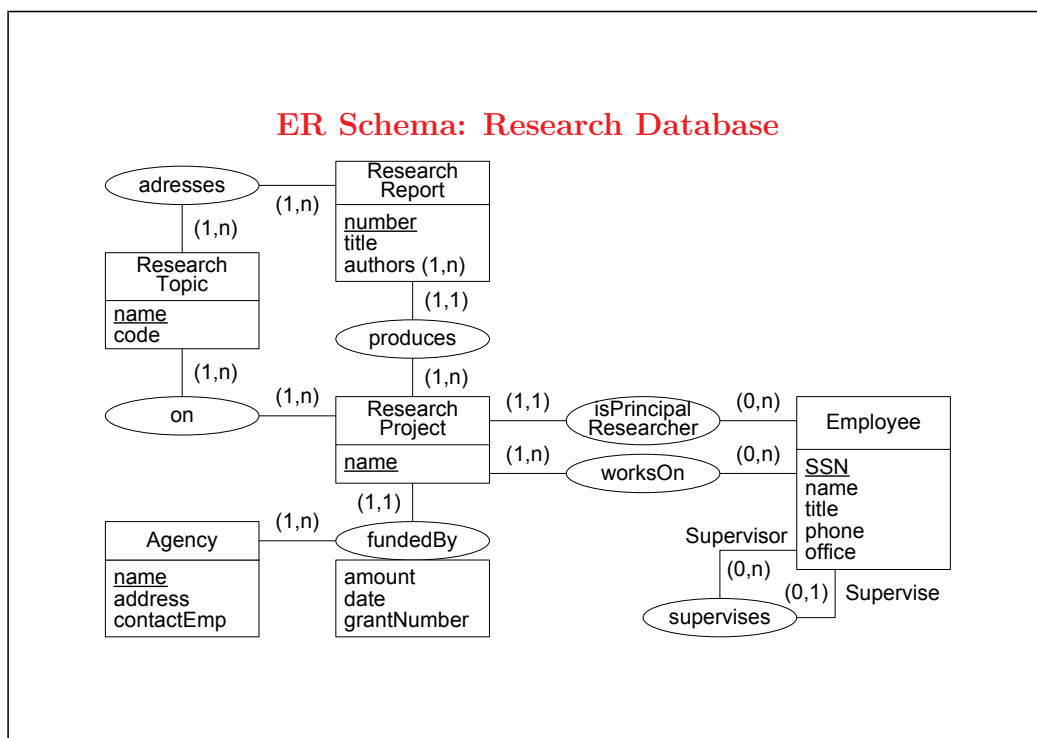 ER Schema: Research Database
adresses
(1,n)
(1,n)
Research
Report
number
title
authors (1,n)
Research
Topic
name
code
(1,1)
produces
(1,n)
(1,n)
on
(1,n)
Research
Project
name
(1,1)
isPrincipal
Researcher
(0,n)
(1,n)
worksOn
(0,n)
Employee
SSN
name
title
phone
office
(1,1)
(1,n)
fundedBy
amount
date
grantNumber
Agency
name
address
contactEmp
Supervisor
(0,n)
(0,1)
Supervise
supervises